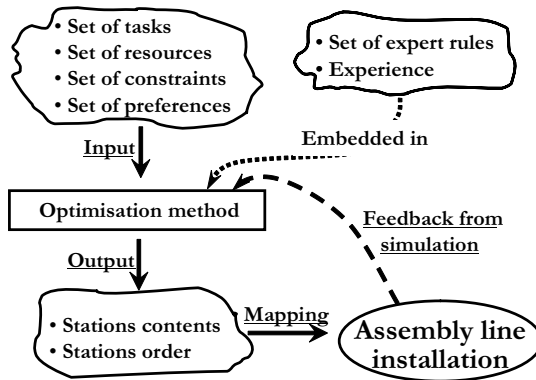 • Set of tasks
• Set of resources
• Set of constraints
• Set of preferences
• Set of expert rules
• Experience
Input
Embedded in
Optimisation method
Feedback from
simulation
Output
Mapping
• Stations contents
• Stations order
Assembly line
installation